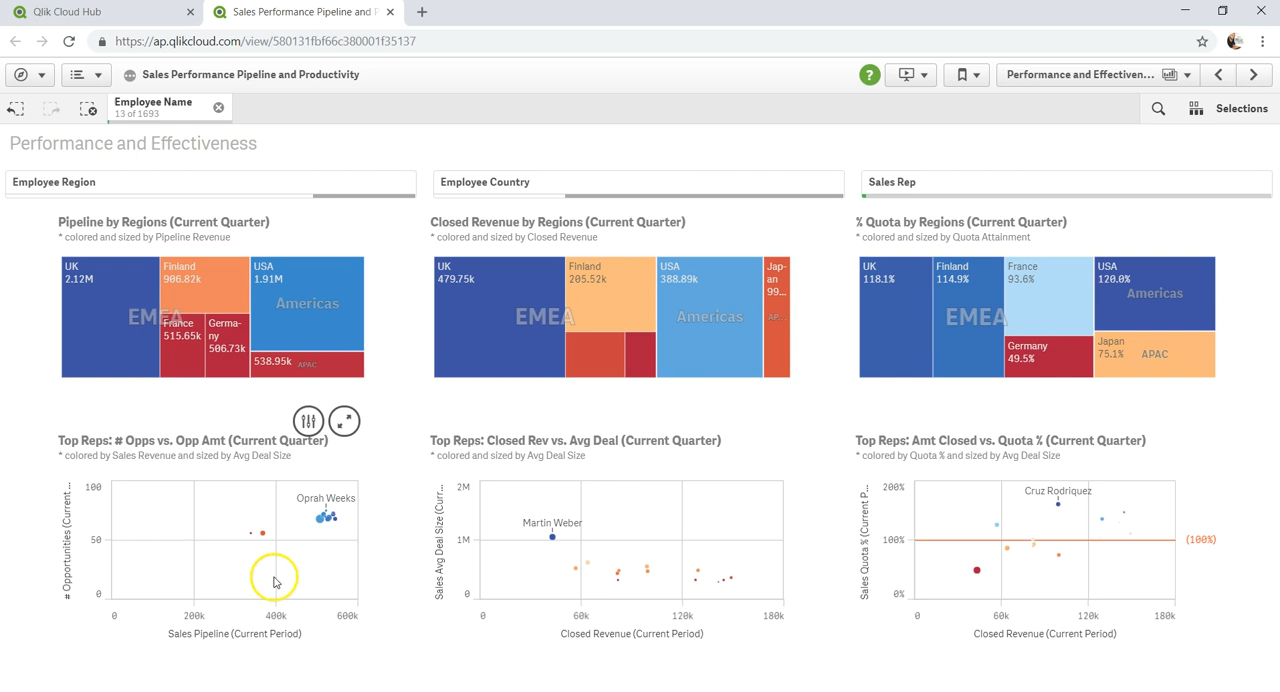 Qlik Cloud Hub
Sales Performance Pipeline and P
https://ap.qlikcloud.com/view/580131fbf66c380001f35137
Sales Performance Pipeline and Productivity
?
Performance and Effectiven...
Employee Name
13 of 1693
Selections
Performance and Effectiveness
Employee Region
Employee Country
Sales Rep
Pipeline by Regions (Current Quarter)
* colored and sized by Pipeline Revenue
UK
2.12M
Finland
906.82k
USA
1.91M
France
515.65k
Germa-
ny
506.73k
538.95k
EMEA
Americas
APAC
Closed Revenue by Regions (Current Quarter)
* colored and sized by Closed Revenue
UK
479.75k
Finland
205.52k
USA
388.89k
Jap-
an
99...
EMEA
Americas
AP...
% Quota by Regions (Current Quarter)
* colored and sized by Quota Attainment
UK
118.1%
Finland
114.9%
France
93.6%
USA
120.0%
Germany
49.5%
Japan
75.1%
EMEA
Americas
APAC
Top Reps: # Opps vs. Opp Amt (Current Quarter)
* colored by Sales Revenue and sized by Avg Deal Size
# Opportunities (Current ...
100
50
0
Oprah Weeks
0
200k
400k
600k
Sales Pipeline (Current Period)
Top Reps: Closed Rev vs. Avg Deal (Current Quarter)
* colored and sized by Avg Deal Size
Sales Avg Deal Size (Curr...
2M
1M
0
Martin Weber
0
60k
120k
180k
Closed Revenue (Current Period)
Top Reps: Amt Closed vs. Quota % (Current Quarter)
* colored by Quota % and sized by Avg Deal Size
Sales Quota % (Current P...
200%
100%
0%
Cruz Rodriquez
(100%)
0
60k
120k
180k
Closed Revenue (Current Period)